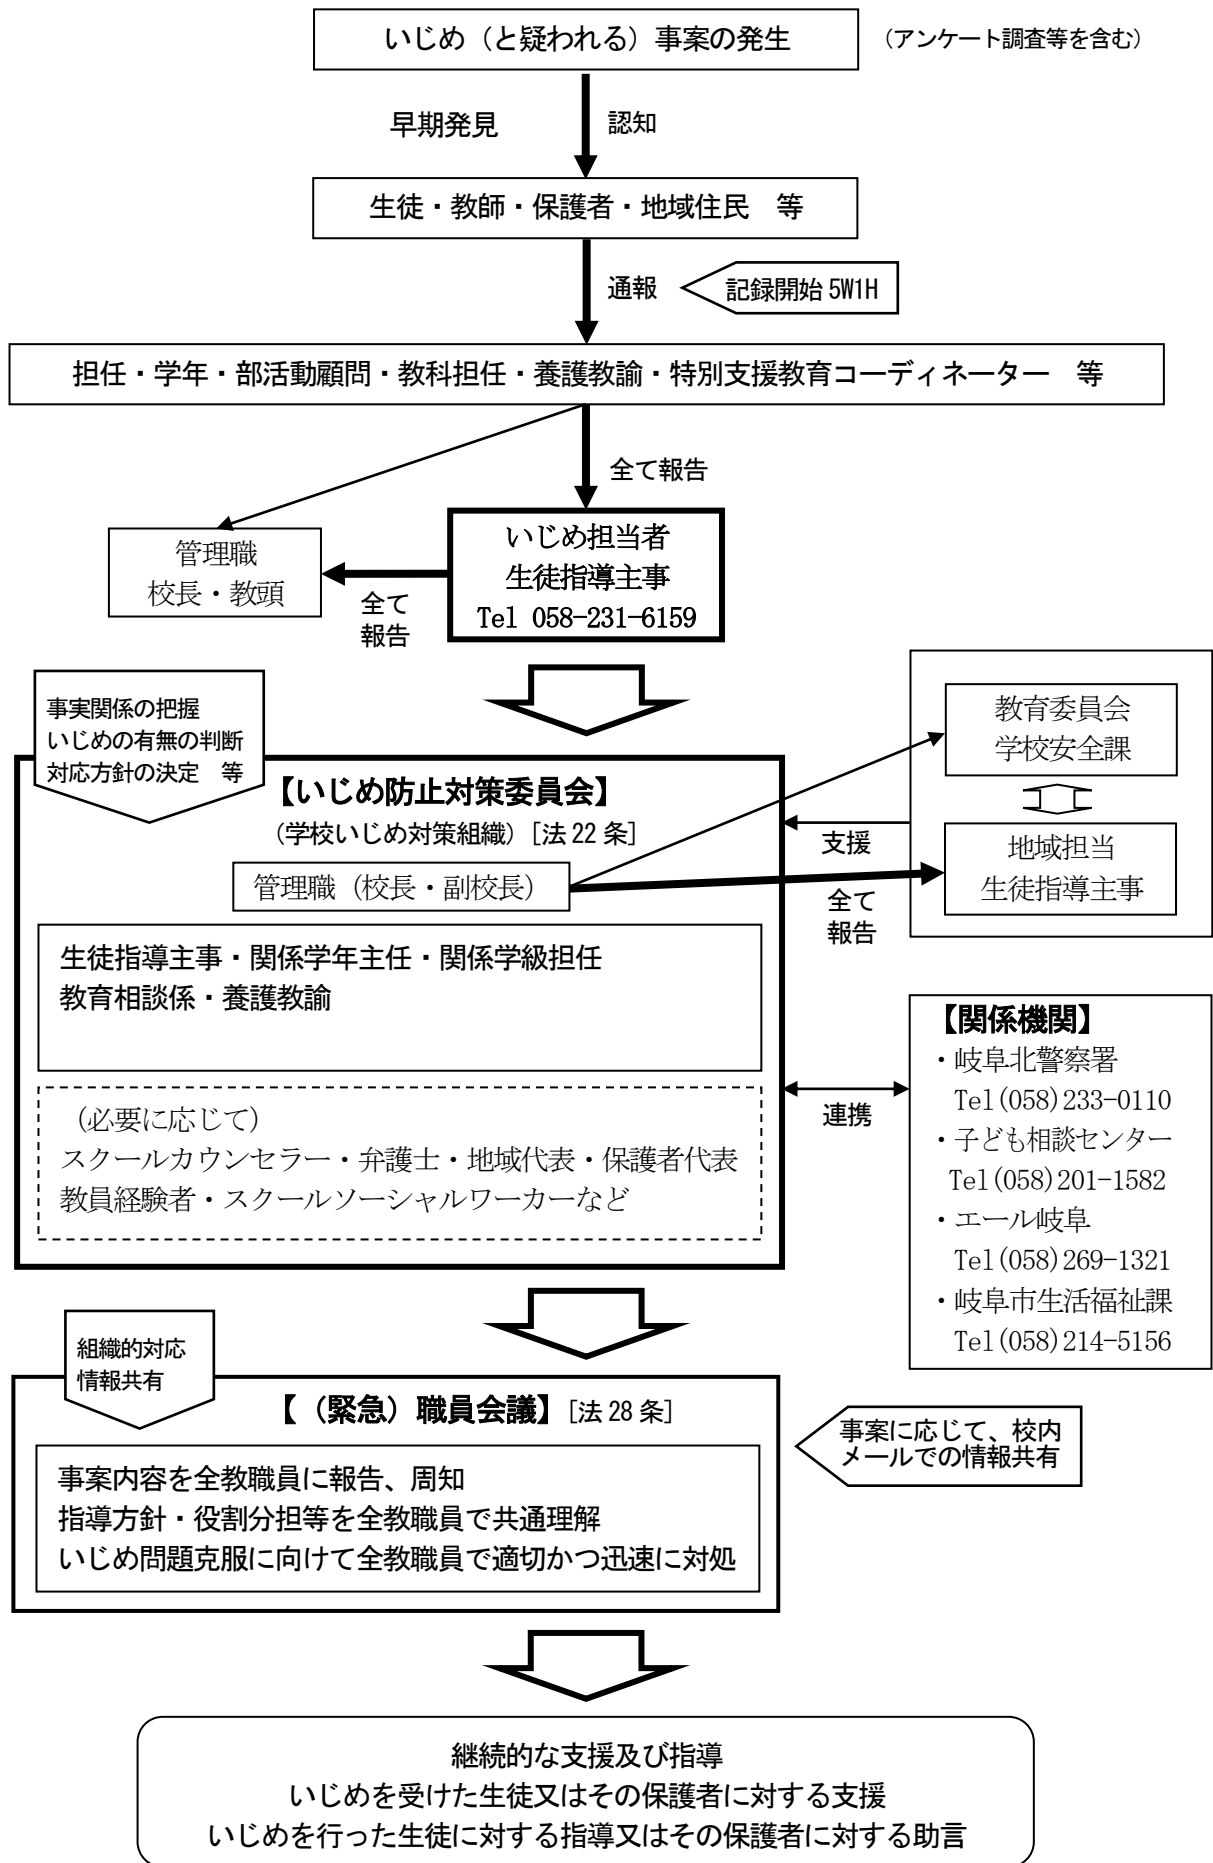 いじめ（と疑われる）事案の発生
（アンケート調査等を含む）
早期発見
認知
生徒・教師・保護者・地域住民　等
通報
記録開始 5W1H
担任・学年・部活動顧問・教科担任・養護教諭・特別支援教育コーディネーター　等
全て報告
いじめ担当者
生徒指導主事
Tel 058-231-6159
管理職
校長・教頭
全て
報告
事実関係の把握
いじめの有無の判断
対応方針の決定　等
【いじめ防止対策委員会】
（学校いじめ対策組織）［法 22 条］
管理職（校長・副校長）
教育委員会
学校安全課
支援
地域担当
生徒指導主事
全て
報告
生徒指導主事・関係学年主任・関係学級担任
教育相談係・養護教諭
（必要に応じて）
スクールカウンセラー・弁護士・地域代表・保護者代表
教員経験者・スクールソーシャルワーカーなど
連携
【関係機関】
・岐阜北警察署
Tel(058)233-0110
・子ども相談センター
Tel(058)201-1582
・エール岐阜
Tel(058)269-1321
・岐阜市生活福祉課
Tel(058)214-5156
組織的対応
情報共有
【（緊急）職員会議】［法 28 条］
事案に応じて、校内
メールでの情報共有
事案内容を全教職員に報告、周知
指導方針・役割分担等を全教職員で共通理解
いじめ問題克服に向けて全教職員で適切かつ迅速に対処
継続的な支援及び指導
いじめを受けた生徒又はその保護者に対する支援
いじめを行った生徒に対する指導又はその保護者に対する助言